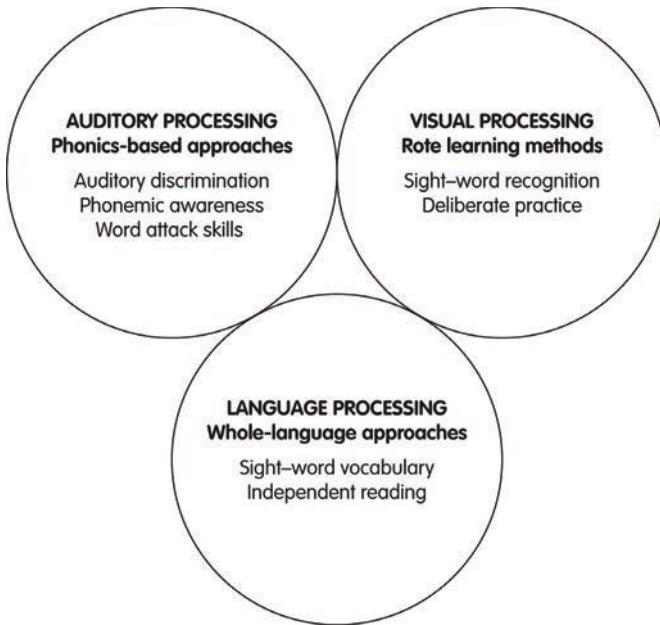 AUDITORY PROCESSING
Phonics-based approaches
Auditory discrimination
Phonemic awareness
Word attack skills
VISUAL PROCESSING
Rote learning methods
Sight–word recognition
Deliberate practice
LANGUAGE PROCESSING
Whole-language approaches
Sight–word vocabulary
Independent reading